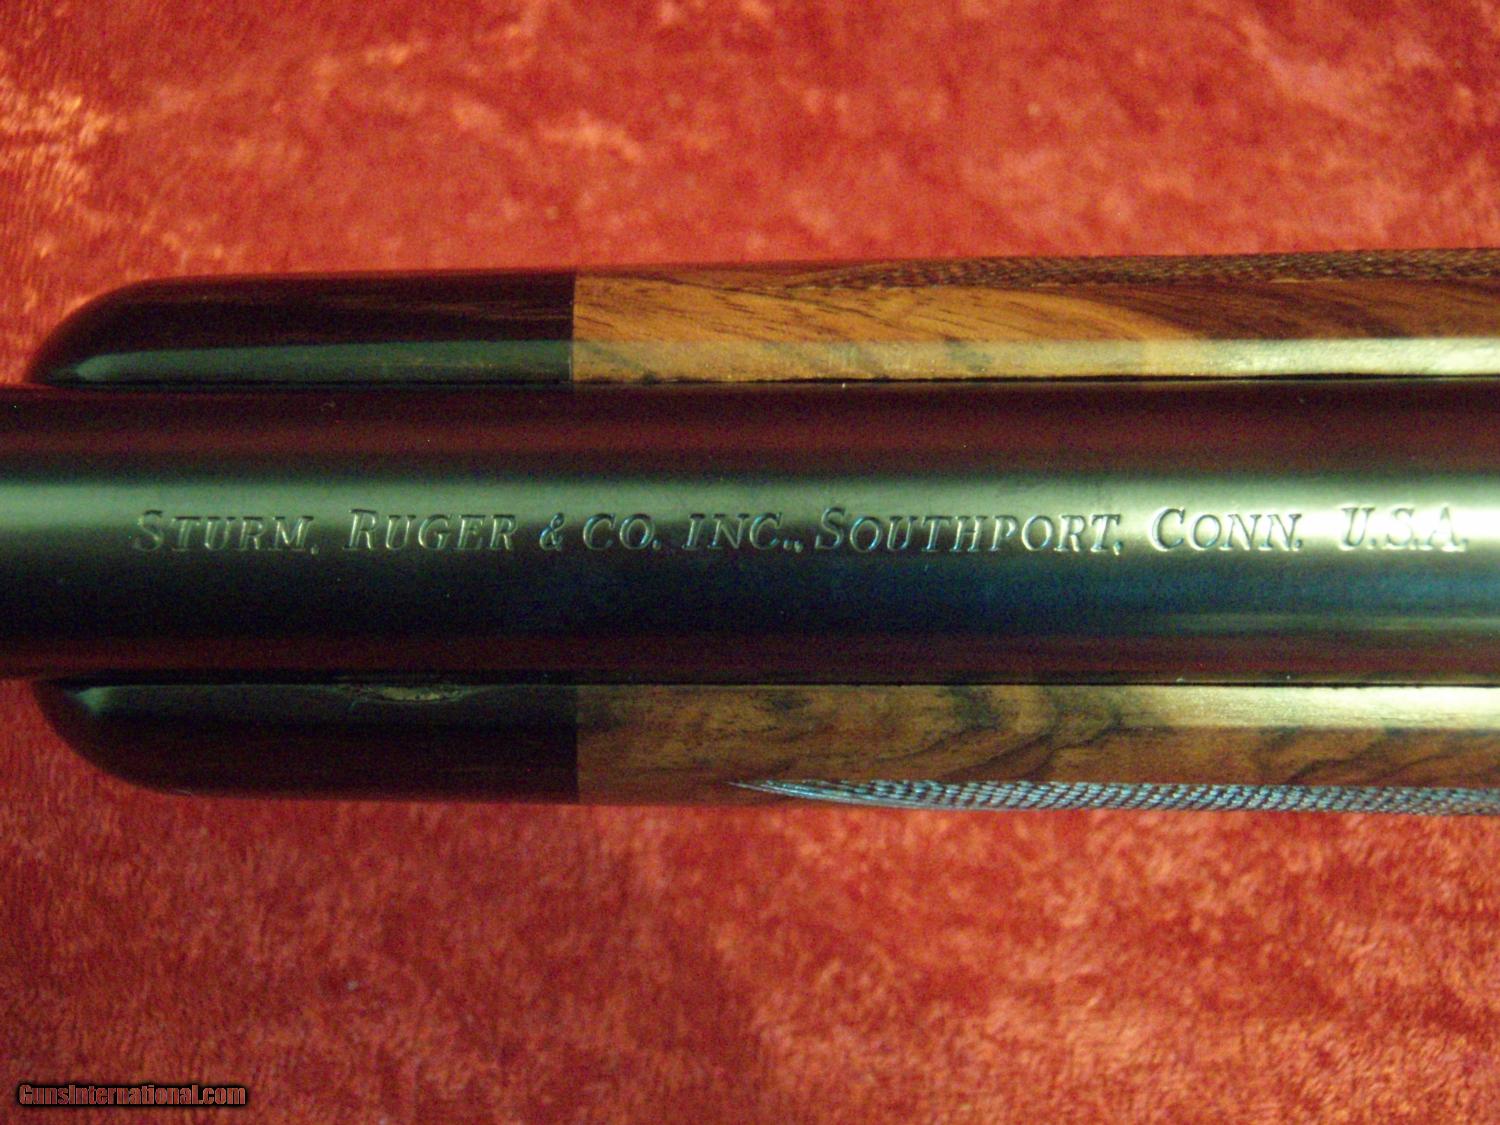 STURM, RUGER & CO. INC., SOUTHPORT, CONN. U.S.A.
GunsInternational.com